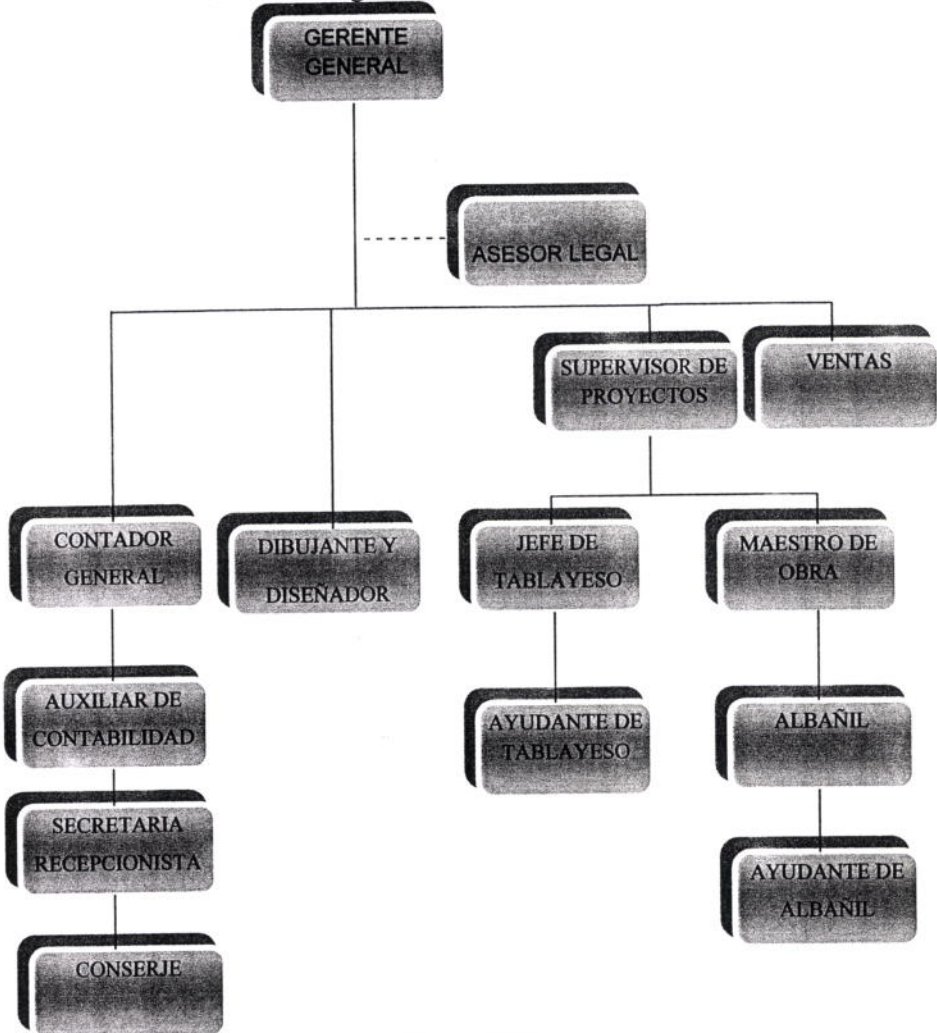 GERENTE
GENERAL
ASESOR LEGAL
SUPERVISOR DE
PROYECTOS
VENTAS
CONTADOR
GENERAL
DIBUJANTE Y
DISEÑADOR
JEFE DE
TABLAYESO
MAESTRO DE
OBRA
AUXILIAR DE
CONTABILIDAD
AYUDANTE DE
TABLAYESO
ALBAÑIL
SECRETARIA
RECEPCIONISTA
AYUDANTE DE
ALBAÑIL
CONSERJE